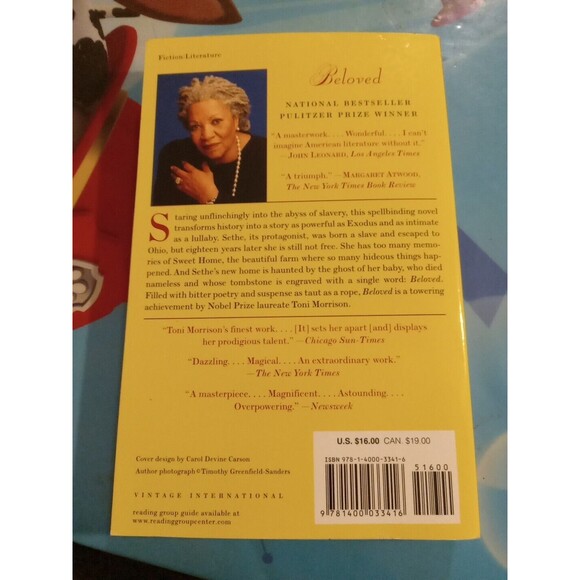 Fiction/Literature
Beloved
NATIONAL BESTSELLER
PULITZER PRIZE WINNER
"A masterwork. . . . Wonderful. . . . I can't
imagine American literature without it."
—JOHN LEONARD, Los Angeles Times
"A triumph." —MARGARET ATWOOD,
The New York Times Book Review
Staring unflinchingly into the abyss of slavery, this spellbinding novel
transforms history into a story as powerful as Exodus and as intimate
as a lullaby. Sethe, its protagonist, was born a slave and escaped to
Ohio, but eighteen years later she is still not free. She has too many memo-
ries of Sweet Home, the beautiful farm where so many hideous things hap-
pened. And Sethe's new home is haunted by the ghost of her baby, who died
nameless and whose tombstone is engraved with a single word: Beloved.
Filled with bitter poetry and suspense as taut as a rope, Beloved is a towering
achievement by Nobel Prize laureate Toni Morrison.
"Toni Morrison's finest work. . . . [It] sets her apart [and] displays
her prodigious talent." —Chicago Sun-Times
"Dazzling. . . . Magical. . . . An extraordinary work."
—The New York Times
"A masterpiece. . . . Magnificent. . . . Astounding. . . .
Overpowering." —Newsweek
Cover design by Carol Devine Carson
Author photograph © Timothy Greenfield-Sanders
VINTAGE INTERNATIONAL
reading group guide available at
www.readinggroupcenter.com
U.S. $16.00 CAN. $19.00
ISBN 978-1-4000-3341-6
51600
9 781400 033416